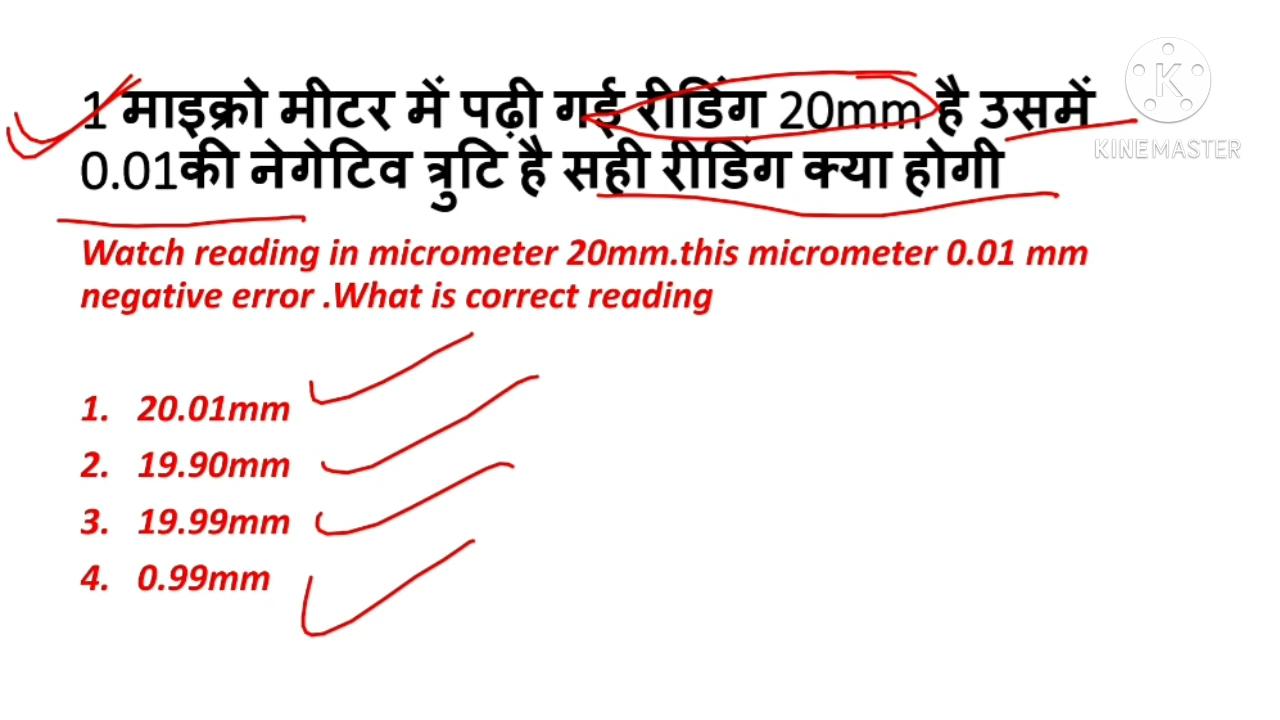 1 माइक्रो मीटर में पढ़ी गई रीडिंग 20mm है उसमें
0.01की नेगेटिव त्रुटि है सही रीडिंग क्या होगी
Watch reading in micrometer 20mm.this micrometer 0.01 mm
negative error .What is correct reading
1. 20.01mm
2. 19.90mm
3. 19.99mm
4. 0.99mm
K
KINEMASTER